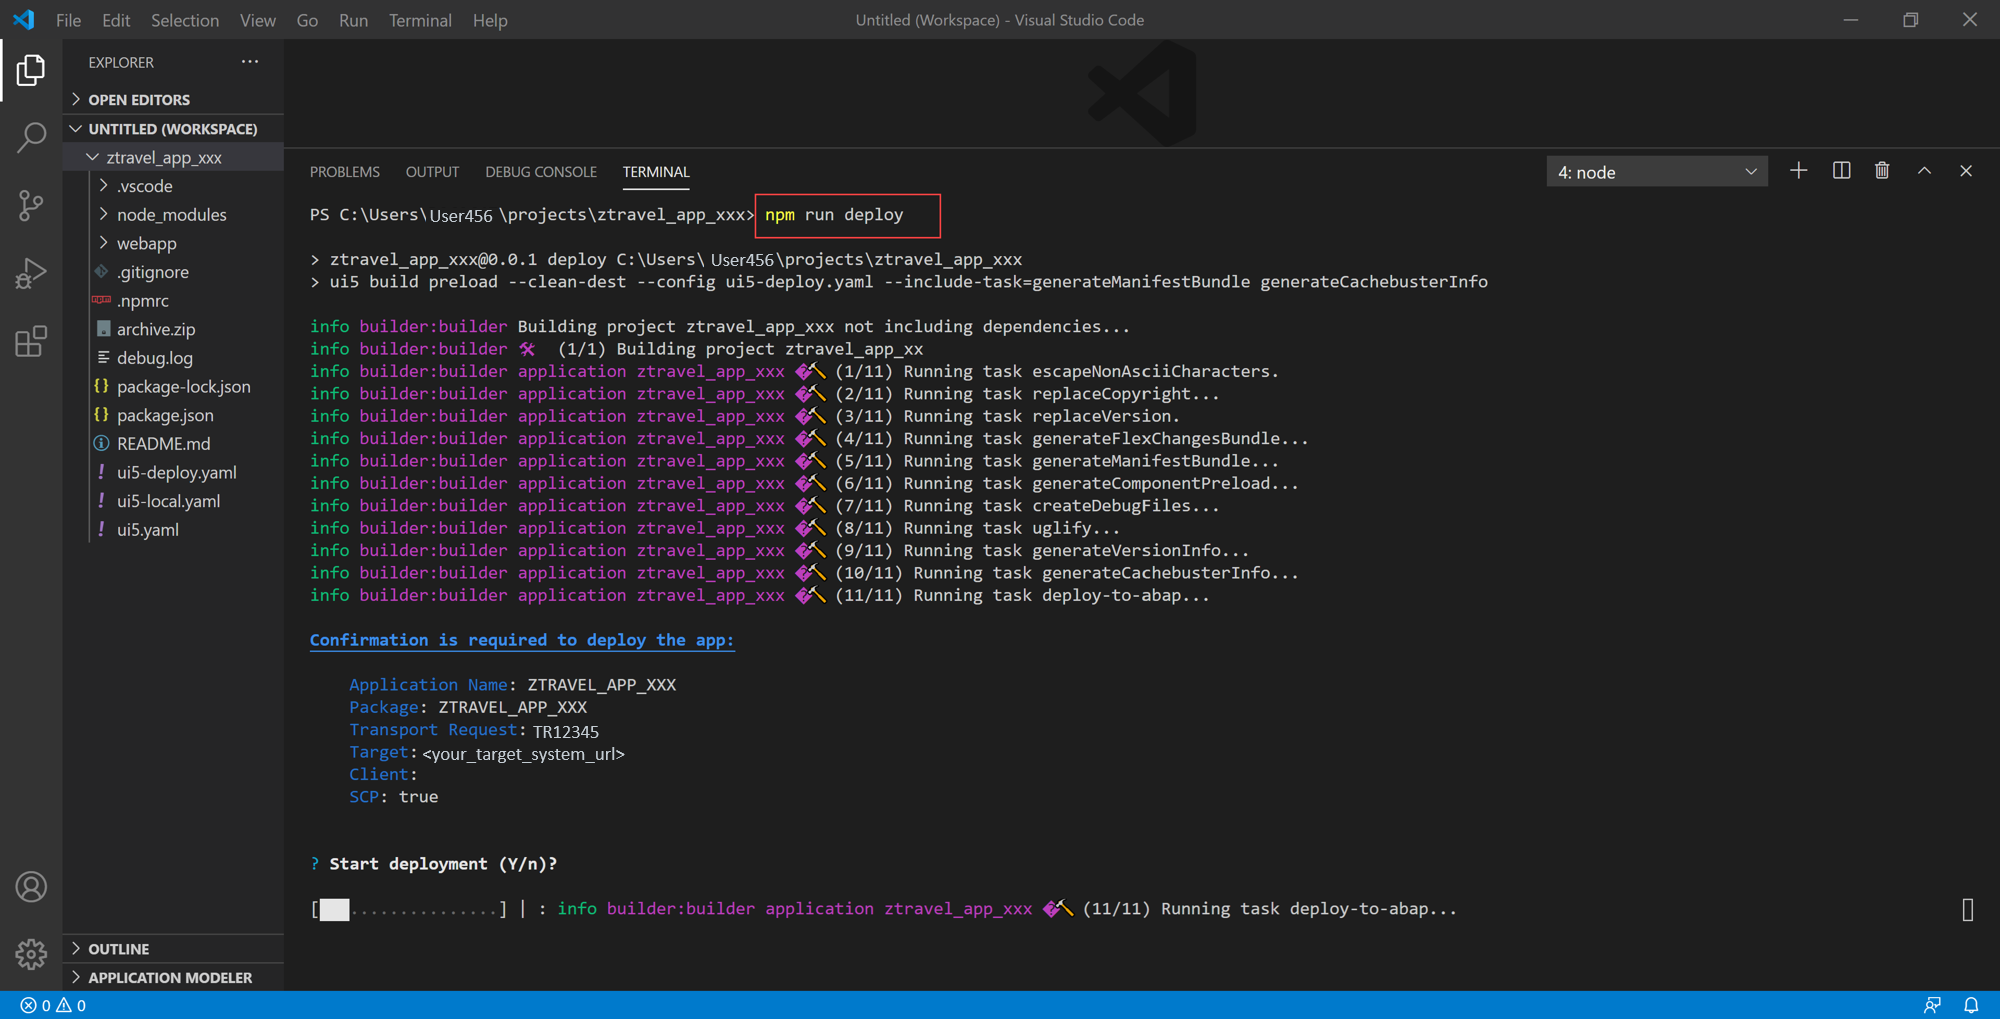 File Edit Selection View Go Run Terminal Help
Untitled (Workspace) - Visual Studio Code
EXPLORER
OPEN EDITORS
UNTITLED (WORKSPACE)
ztravel_app_xxx
.vscode
node_modules
webapp
.gitignore
.npmrc
archive.zip
debug.log
package-lock.json
package.json
README.md
ui5-deploy.yaml
ui5-local.yaml
ui5.yaml
OUTLINE
APPLICATION MODELER
PROBLEMS OUTPUT DEBUG CONSOLE TERMINAL
4: node
PS C:\Users\User456 \projects\ztravel_app_xxx> npm run deploy
> ztravel_app_xxx@0.0.1 deploy C:\Users\ User456\projects\ztravel_app_xxx
> ui5 build preload --clean-dest --config ui5-deploy.yaml --include-task=generateManifestBundle generateCachebusterInfo
info builder:builder Building project ztravel_app_xxx not including dependencies...
info builder:builder 🛠 (1/1) Building project ztravel_app_xx
info builder:builder application ztravel_app_xxx �🔨 (1/11) Running task escapeNonAsciiCharacters.
info builder:builder application ztravel_app_xxx �🔨 (2/11) Running task replaceCopyright...
info builder:builder application ztravel_app_xxx �🔨 (3/11) Running task replaceVersion.
info builder:builder application ztravel_app_xxx �🔨 (4/11) Running task generateFlexChangesBundle...
info builder:builder application ztravel_app_xxx �🔨 (5/11) Running task generateManifestBundle...
info builder:builder application ztravel_app_xxx �🔨 (6/11) Running task generateComponentPreload...
info builder:builder application ztravel_app_xxx �🔨 (7/11) Running task createDebugFiles...
info builder:builder application ztravel_app_xxx �🔨 (8/11) Running task uglify...
info builder:builder application ztravel_app_xxx �🔨 (9/11) Running task generateVersionInfo...
info builder:builder application ztravel_app_xxx �🔨 (10/11) Running task generateCachebusterInfo...
info builder:builder application ztravel_app_xxx �🔨 (11/11) Running task deploy-to-abap...
Confirmation is required to deploy the app:
Application Name: ZTRAVEL_APP_XXX
Package: ZTRAVEL_APP_XXX
Transport Request: TR12345
Target: <your_target_system_url>
Client:
SCP: true
? Start deployment (Y/n)?
[  ...............] | : info builder:builder application ztravel_app_xxx �🔨 (11/11) Running task deploy-to-abap...
0 0